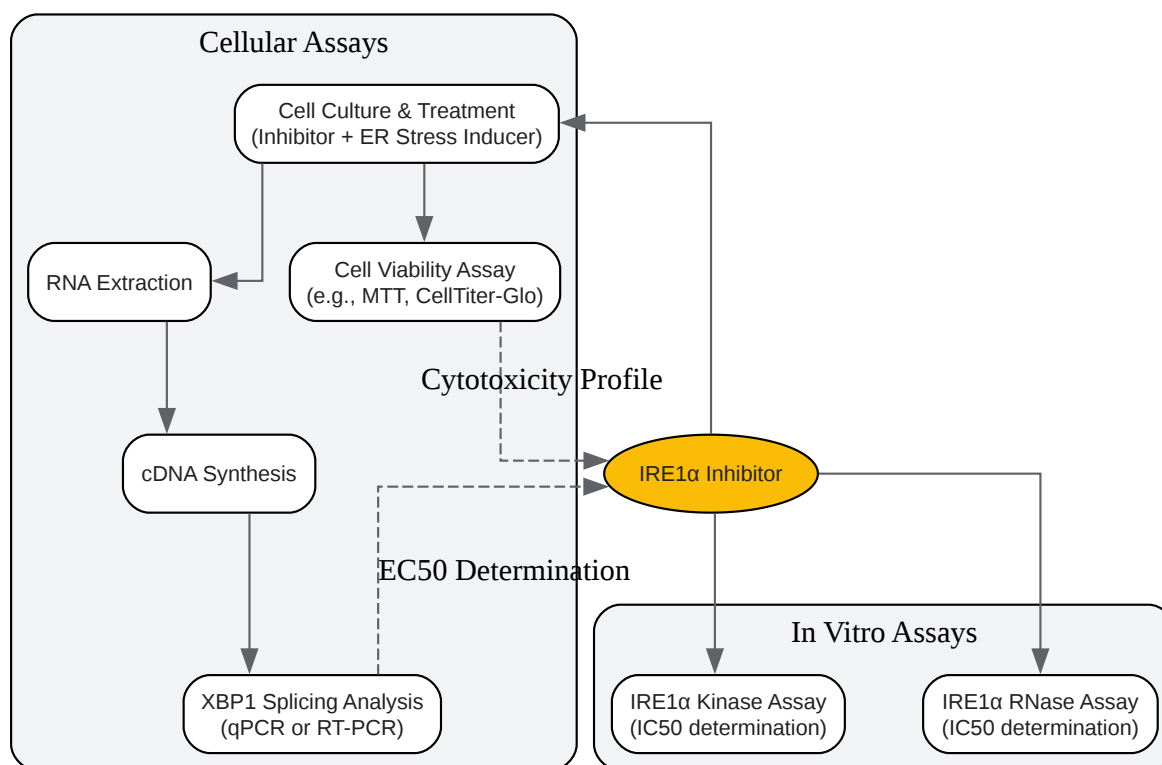 Cellular Assays
Cell Culture & Treatment
(Inhibitor + ER Stress Inducer)
RNA Extraction
Cell Viability Assay
(e.g., MTT, CellTiter-Glo)
Cytotoxicity Profile
cDNA Synthesis
IRE1α Inhibitor
EC50 Determination
In Vitro Assays
XBP1 Splicing Analysis
(qPCR or RT-PCR)
IRE1α Kinase Assay
(IC50 determination)
IRE1α RNase Assay
(IC50 determination)